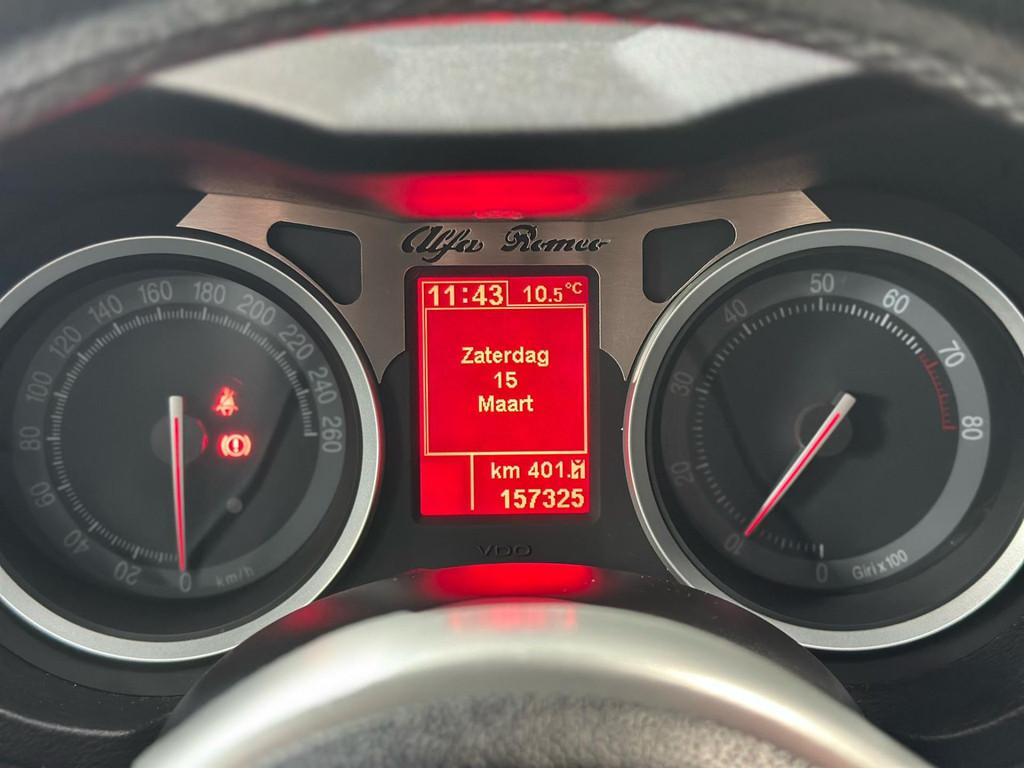 Alfa Romeo
11:43 10.5°C
Zaterdag
15
Maart
km 401.
157325
VDO
0 20 40 60 80 100 120 140 160 180 200 220 240 260
km/h
0 10 20 30 40 50 60 70 80
Giri x 100